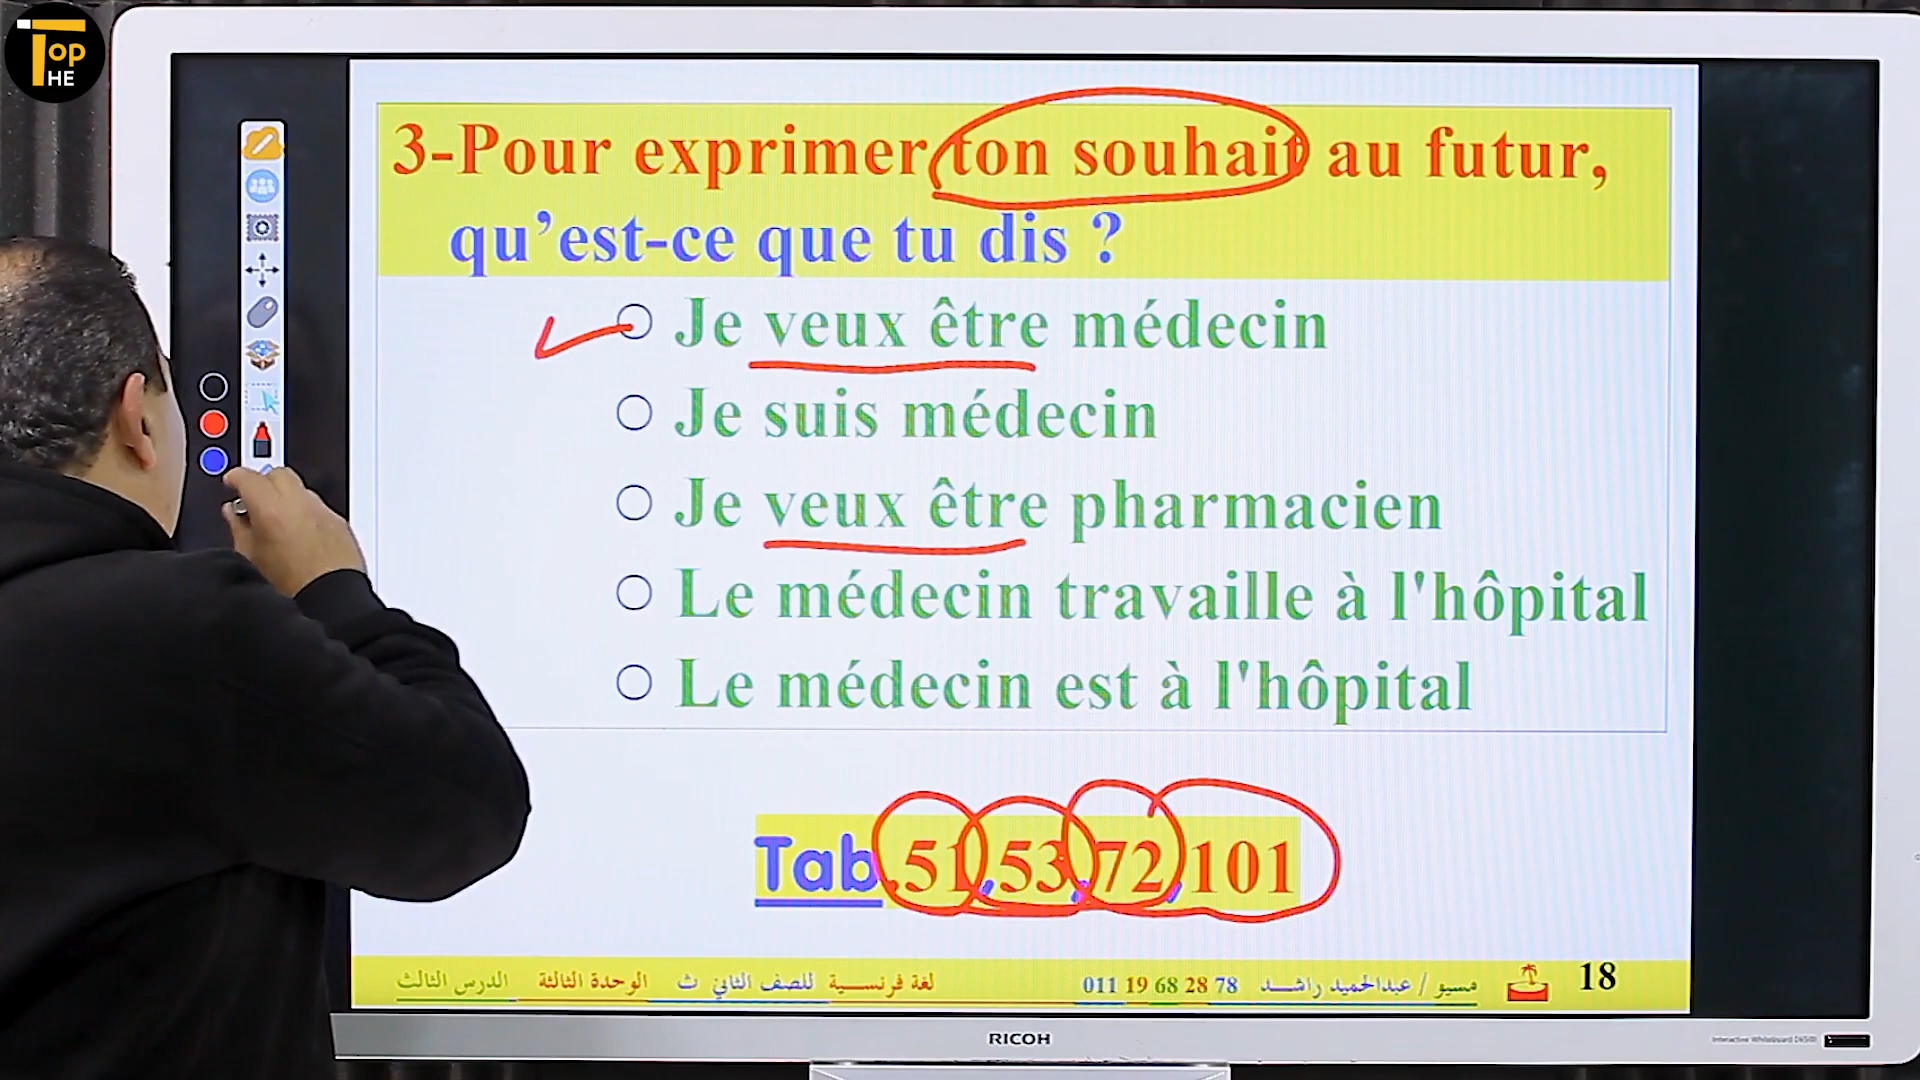 TOP
THE
3-Pour exprimer ton souhait au futur,
qu’est-ce que tu dis ?
Je veux être médecin
Je suis médecin
Je veux être pharmacien
Le médecin travaille à l'hôpital
Le médecin est à l'hôpital
Tab.51,53,72,101
18
مسيو / عبدالحميد راشد 011 19 68 28 78
لغة فرنسية للصف الثاني ث الوحدة الثالثة الدرس الثالث
RICOH